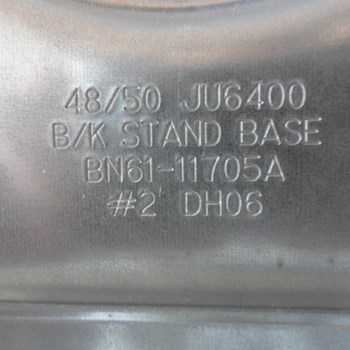 48/50 JU6400
B/K STAND BASE
BN61-11705A
#2 DH06